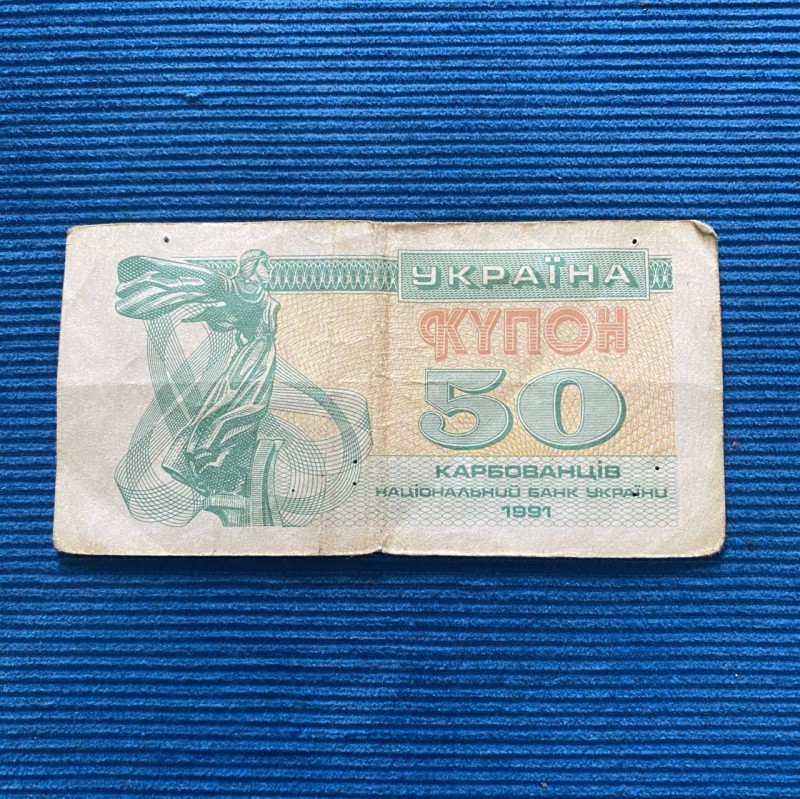 УКРАЇНА
КУПОН
50
КАРБОВАНЦІВ
НАЦІОНАЛЬНИЙ БАНК УКРАЇНИ
1991